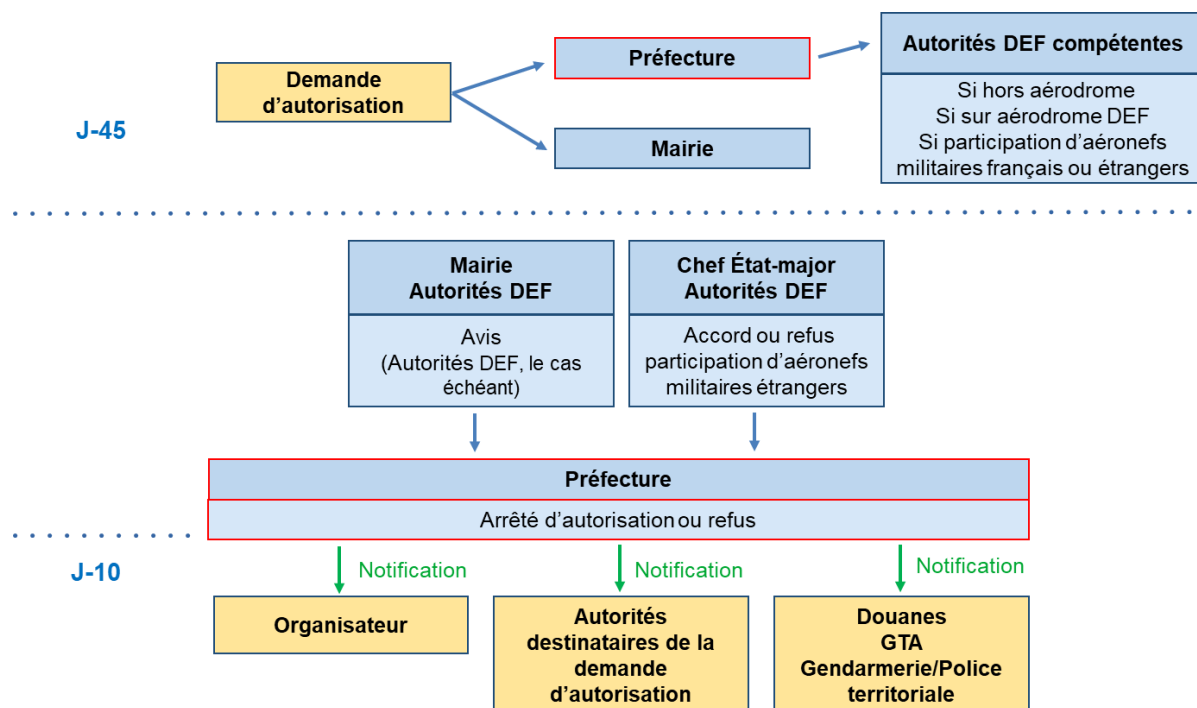 Demande
d’autorisation
J-45
Préfecture
Mairie
Autorités DEF compétentes
Si hors aérodrome
Si sur aérodrome DEF
Si participation d’aéronefs
militaires français ou étrangers
Mairie
Autorités DEF
Avis
(Autorités DEF, le cas
échéant)
Chef État-major
Autorités DEF
Accord ou refus
participation d’aéronefs
militaires étrangers
Préfecture
Arrêté d’autorisation ou refus
J-10
Notification
Notification
Notification
Organisateur
Autorités
destinataires de la
demande
d’autorisation
Douanes
GTA
Gendarmerie/Police
territoriale